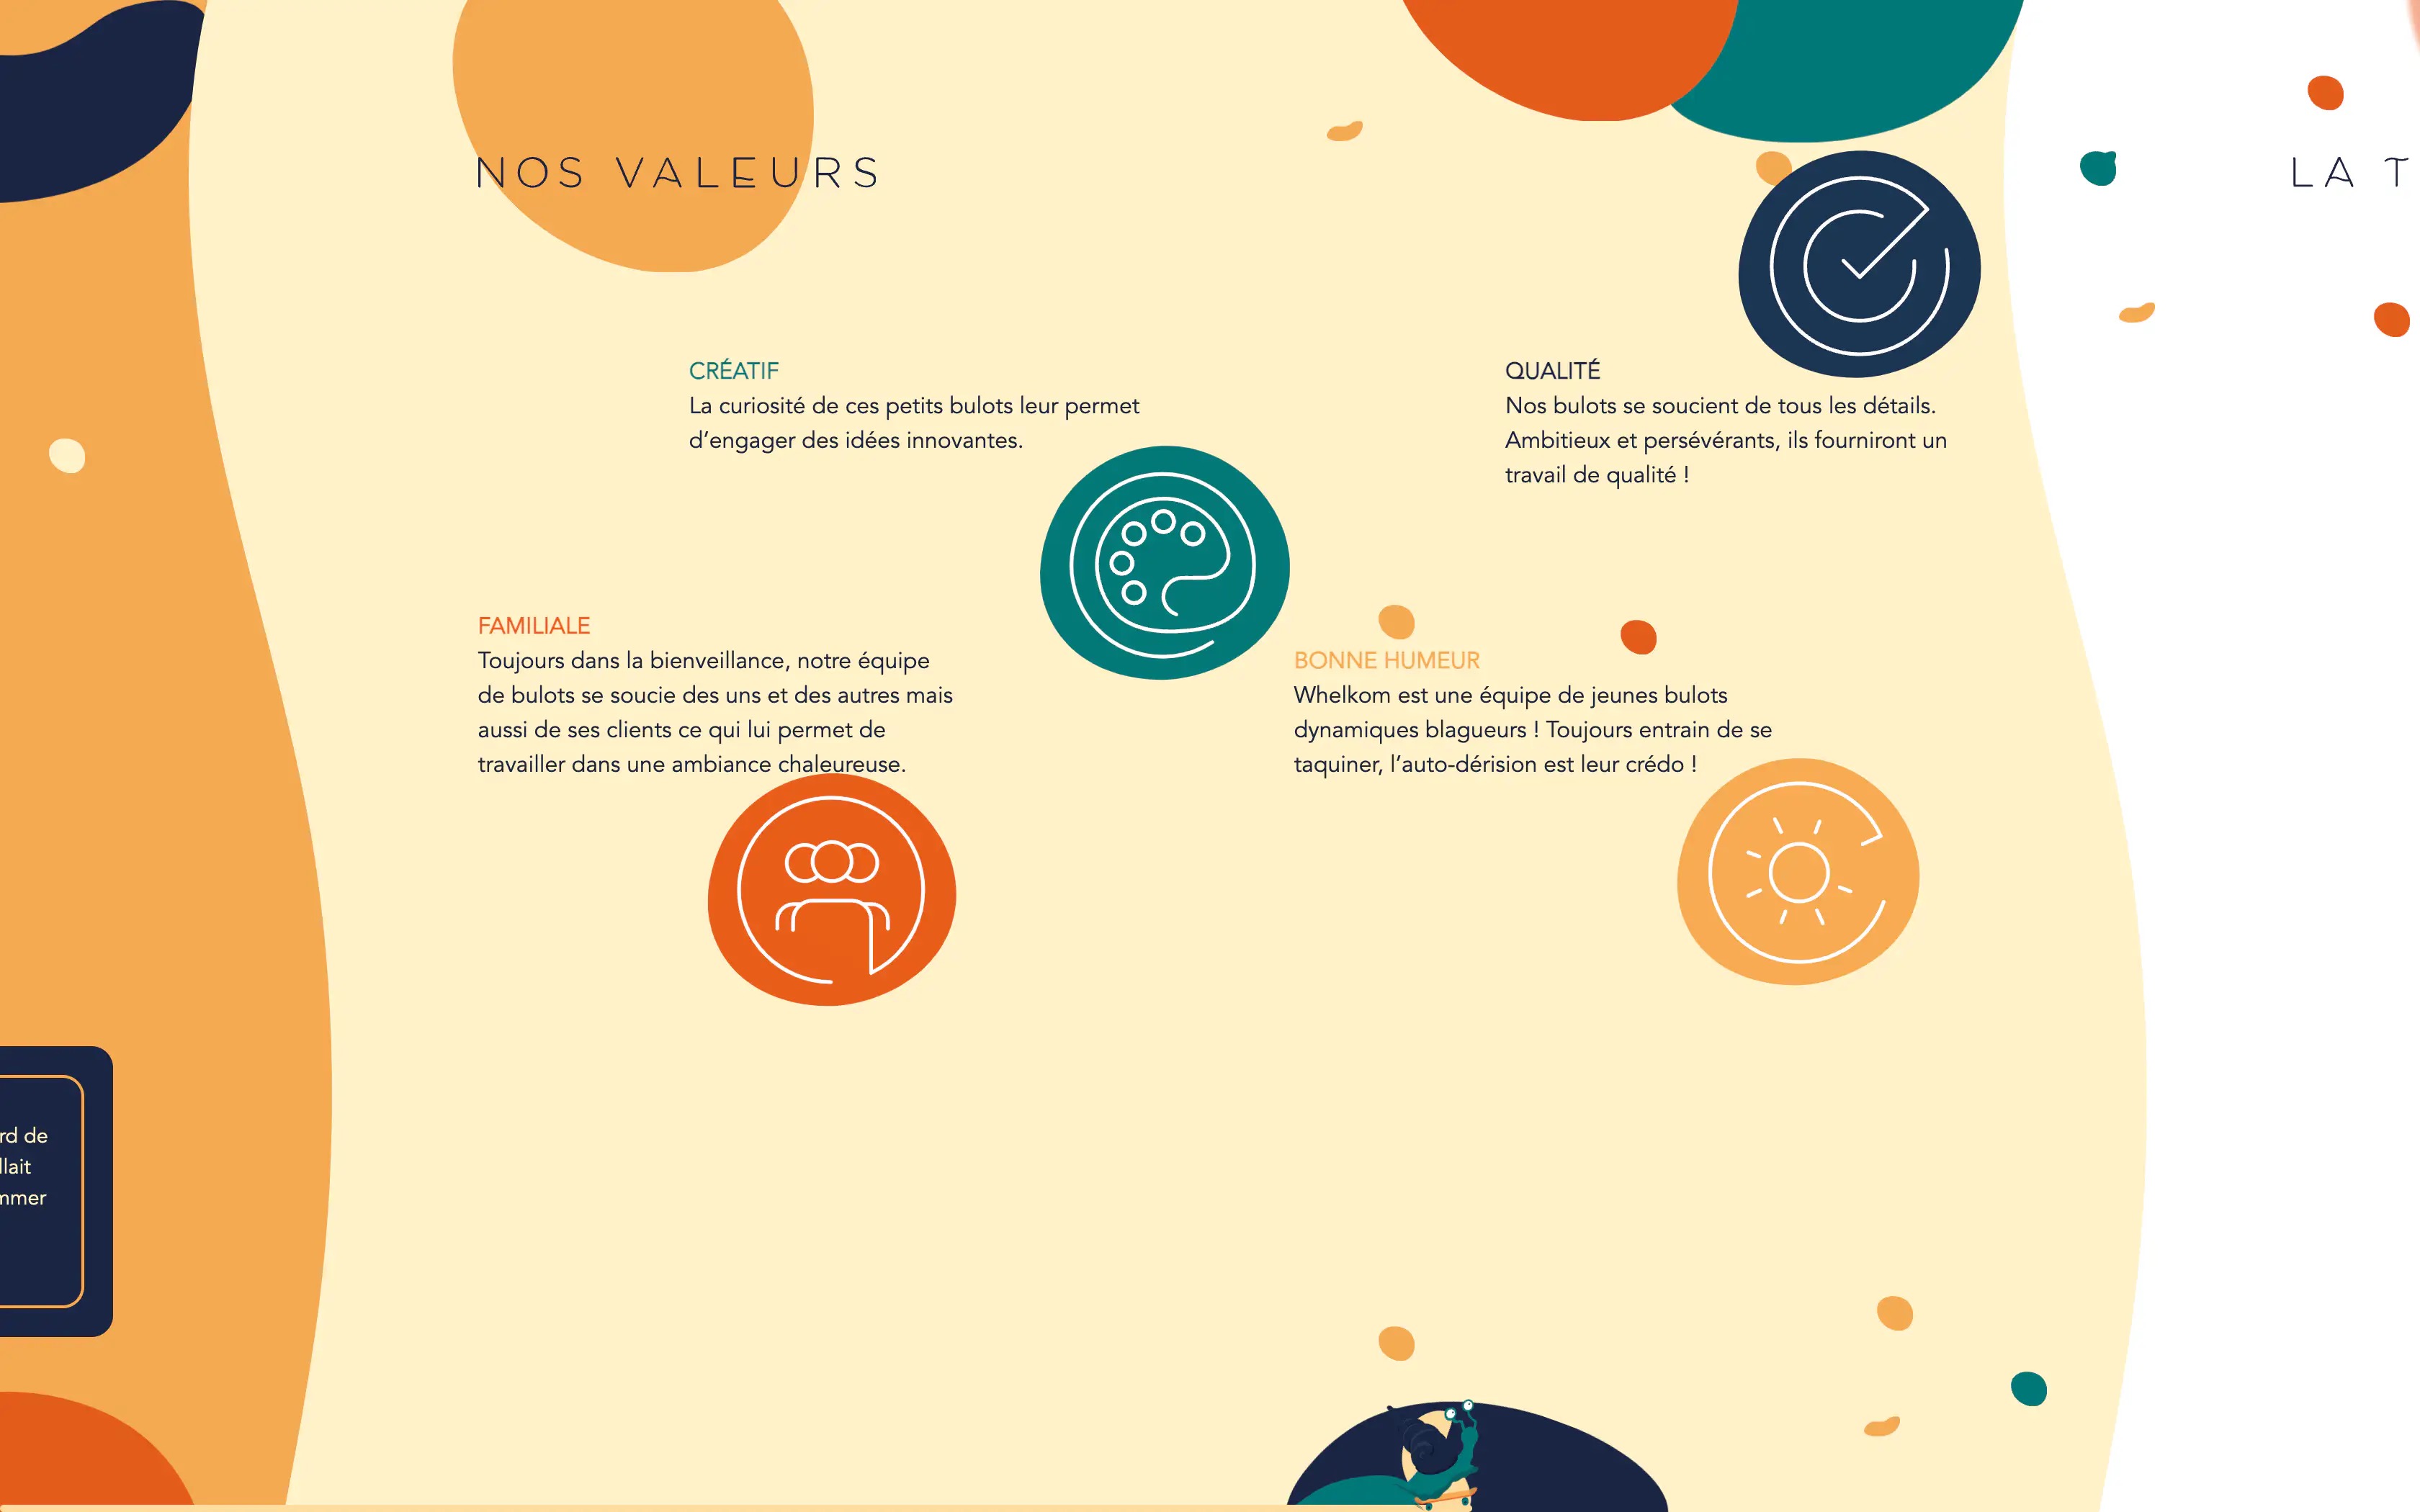 NOS VALEURS
LA T
CRÉATIF
La curiosité de ces petits bulots leur permet
d’engager des idées innovantes.
QUALITÉ
Nos bulots se soucient de tous les détails.
Ambitieux et persévérants, ils fourniront un
travail de qualité !
FAMILIALE
Toujours dans la bienveillance, notre équipe
de bulots se soucie des uns et des autres mais
aussi de ses clients ce qui lui permet de
travailler dans une ambiance chaleureuse.
BONNE HUMEUR
Whelkom est une équipe de jeunes bulots
dynamiques blagueurs ! Toujours entrain de se
taquiner, l’auto-dérision est leur crédo !
rd de
llait
mmer